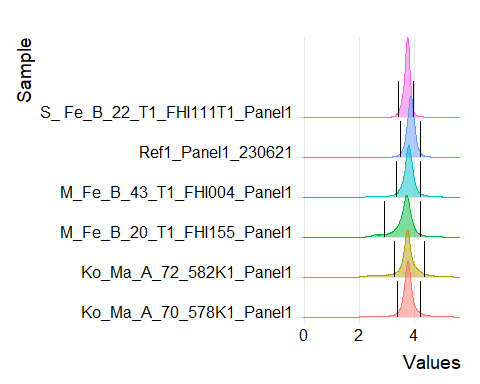 Sample
S_ Fe_B_22_T1_FHI111T1_Panel1
Ref1_Panel1_230621
M_Fe_B_43_T1_FHI004_Panel1
M_Fe_B_20_T1_FHI155_Panel1
Ko_Ma_A_72_582K1_Panel1
Ko_Ma_A_70_578K1_Panel1
0 2 4
Values